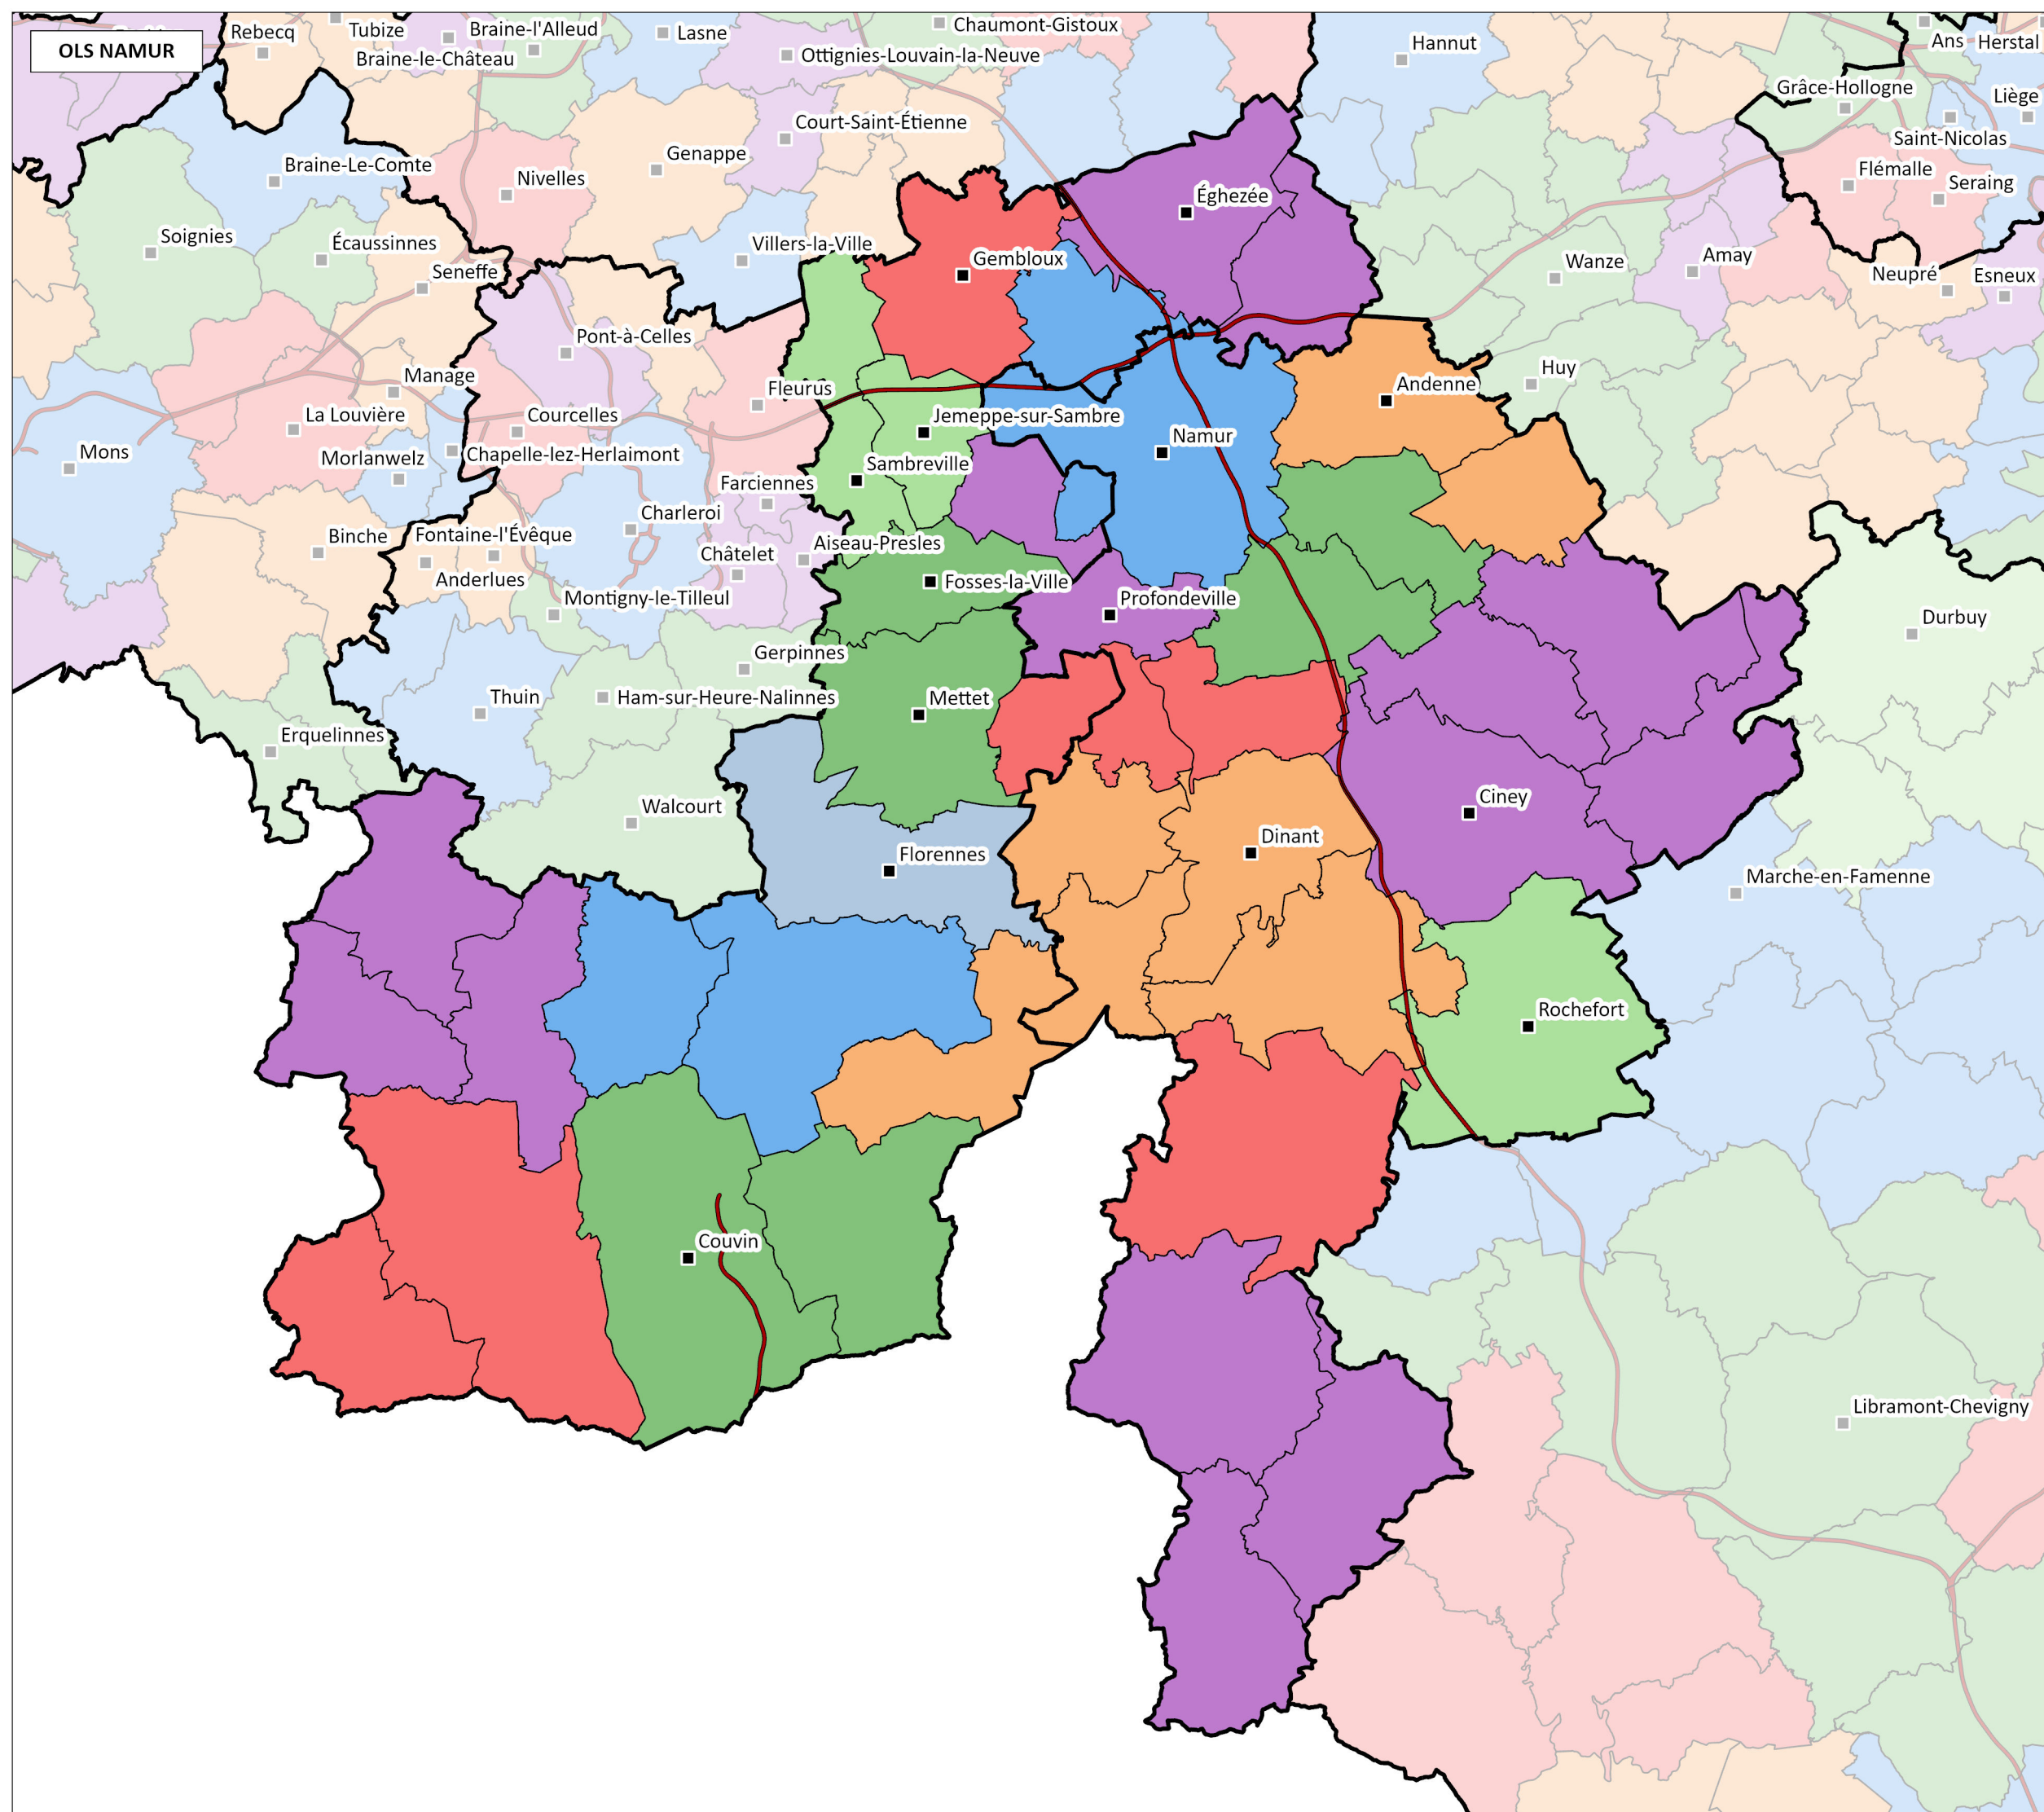 OLS NAMUR
Rebecq
Tubize
Braine-l'Alleud
Braine-le-Château
Lasne
Chaumont-Gistoux
Ottignies-Louvain-la-Neuve
Hannut
Ans
Herstal
Grâce-Hollogne
Liège
Court-Saint-Étienne
Saint-Nicolas
Braine-Le-Comte
Genappe
Nivelles
Flémalle
Seraing
Éghezée
Soignies
Écaussinnes
Villers-la-Ville
Gembloux
Wanze
Amay
Seneffe
Neupré
Esneux
Pont-à-Celles
Manage
Fleurus
Andenne
Huy
La Louvière
Courcelles
Jemeppe-sur-Sambre
Namur
Mons
Morlanwelz
Chapelle-lez-Herlaimont
Sambreville
Farciennes
Charleroi
Binche
Fontaine-l'Évêque
Aiseau-Presles
Châtelet
Anderlues
Fosses-la-Ville
Montigny-le-Tilleul
Profondeville
Durbuy
Gerpinnes
Thuin
Ham-sur-Heure-Nalinnes
Mettet
Erquelinnes
Walcourt
Ciney
Dinant
Florennes
Marche-en-Famenne
Rochefort
Couvin
Libramont-Chevigny